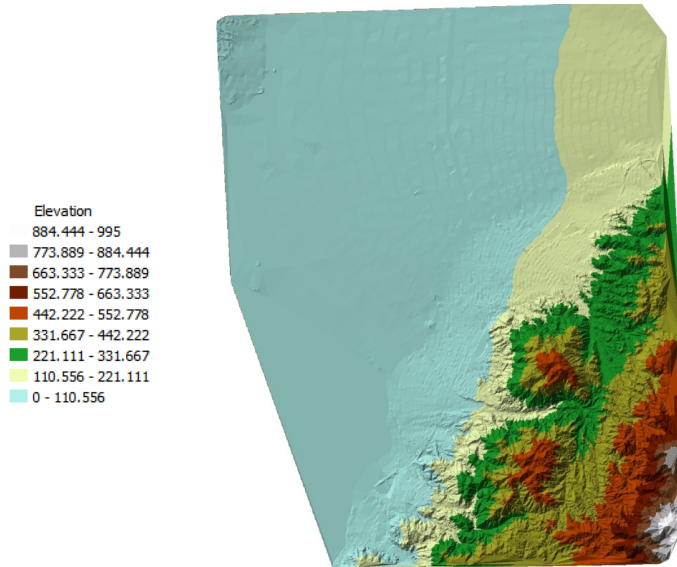 Elevation
884.444 - 995
773.889 - 884.444
663.333 - 773.889
552.778 - 663.333
442.222 - 552.778
331.667 - 442.222
221.111 - 331.667
110.556 - 221.111
0 - 110.556